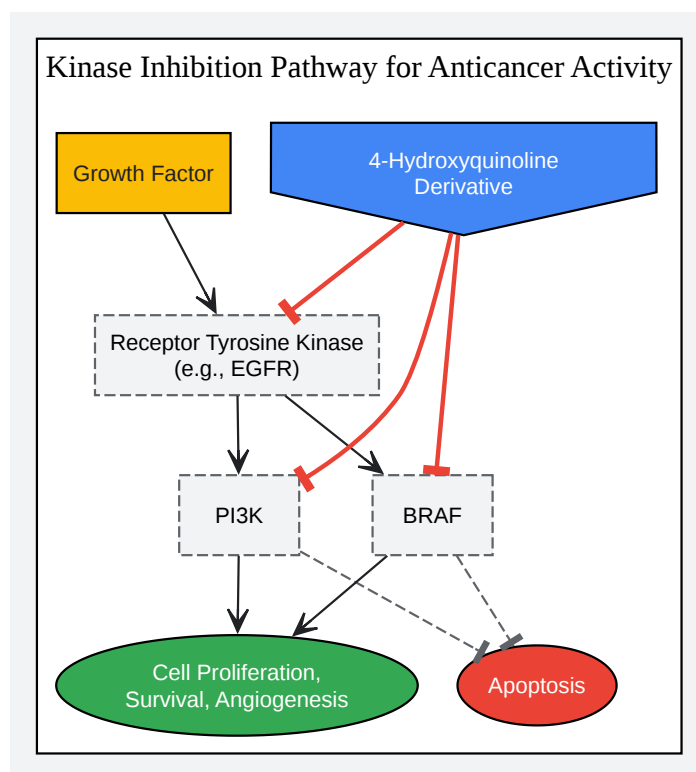 Kinase Inhibition Pathway for Anticancer Activity
Growth Factor
4-Hydroxyquinoline
Derivative
Receptor Tyrosine Kinase
(e.g., EGFR)
PI3K
BRAF
Cell Proliferation,
Survival, Angiogenesis
Apoptosis